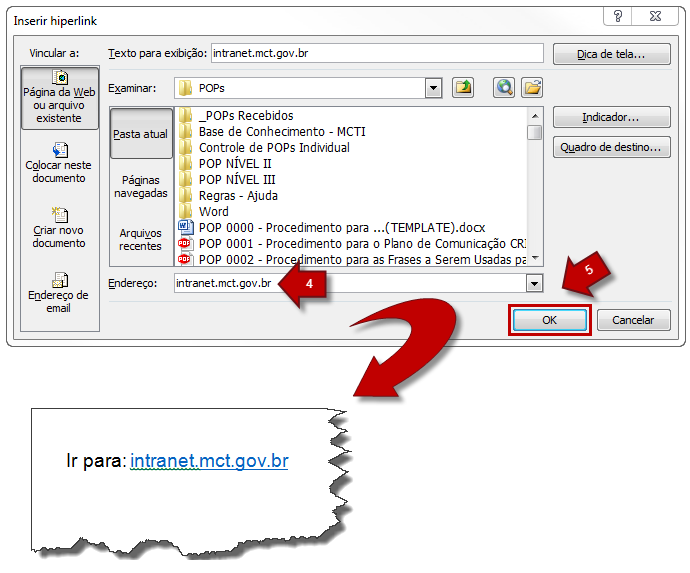 Inserir hiperlink
?
Vincular a:
Texto para exibição:
intranet.mct.gov.br
Dica de tela...
Página da Web
ou arquivo
existente
Examinar:
POPs
Pasta atual
_POPs Recebidos
Base de Conhecimento - MCTI
Controle de POPs Individual
POP NÍVEL II
POP NÍVEL III
Regras - Ajuda
Word
POP 0000 - Procedimento para ...(TEMPLATE).docx
POP 0001 - Procedimento para o Plano de Comunicação CRI
POP 0002 - Procedimento para as Frases a Serem Usadas pa
Indicador...
Quadro de destino...
Colocar neste
documento
Páginas
navegadas
Criar novo
documento
Arquivos
recentes
Endereço de
email
Endereço:
intranet.mct.gov.br
4
5
OK
Cancelar
Ir para: intranet.mct.gov.br